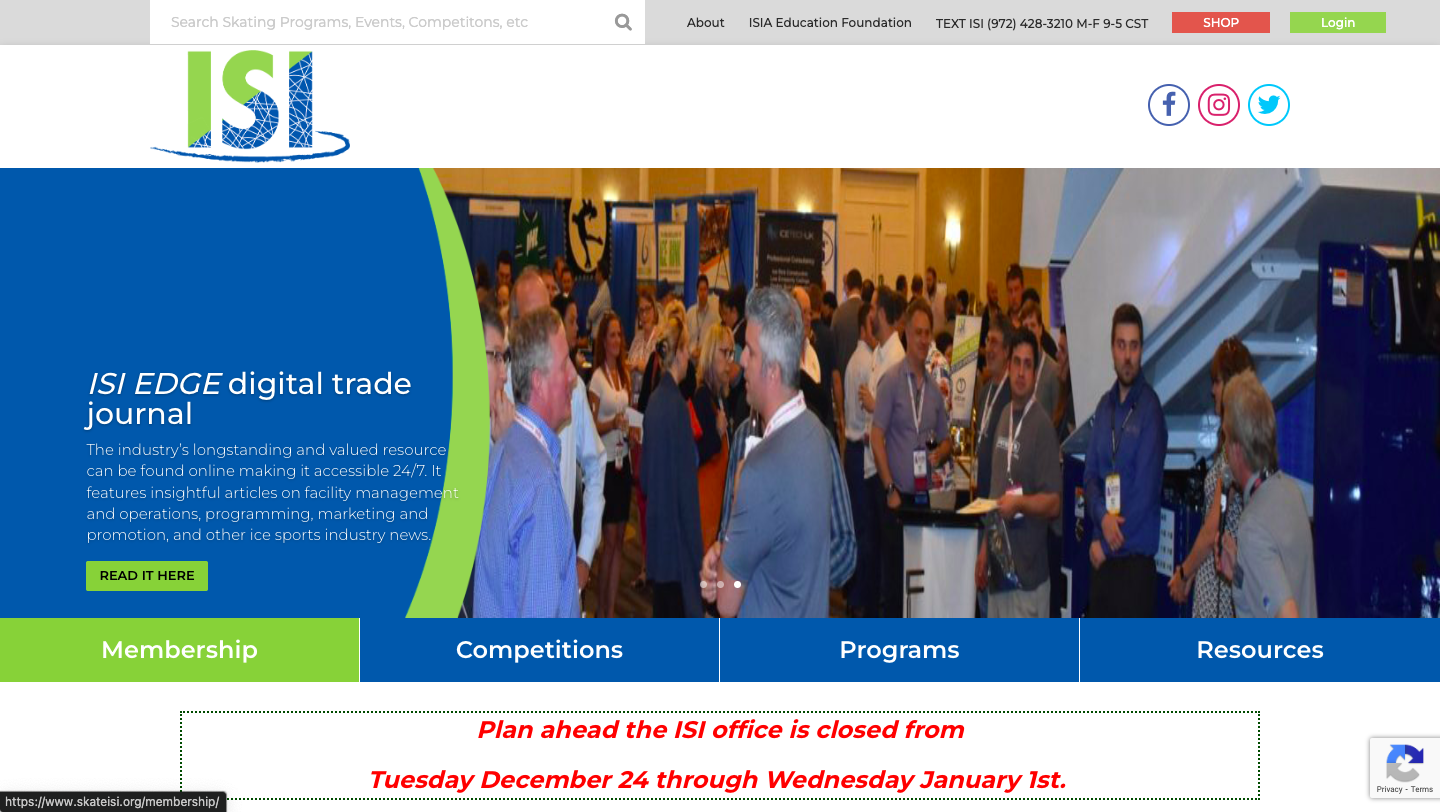 Search Skating Programs, Events, Competitons, etc
About
ISIA Education Foundation
TEXT ISI (972) 428-3210 M-F 9-5 CST
SHOP
Login
ISI
ICETECH-UK
Professional Consultancy
ISI EDGE digital trade
journal
The industry's longstanding and valued resource
can be found online making it accessible 24/7. It
features insightful articles on facility management
and operations, programming, marketing and
promotion, and other ice sports industry news.
READ IT HERE
Membership
Competitions
Programs
Resources
Plan ahead the ISI office is closed from
Tuesday December 24 through Wednesday January 1st.
Privacy - Terms
https://www.skateisi.org/membership/